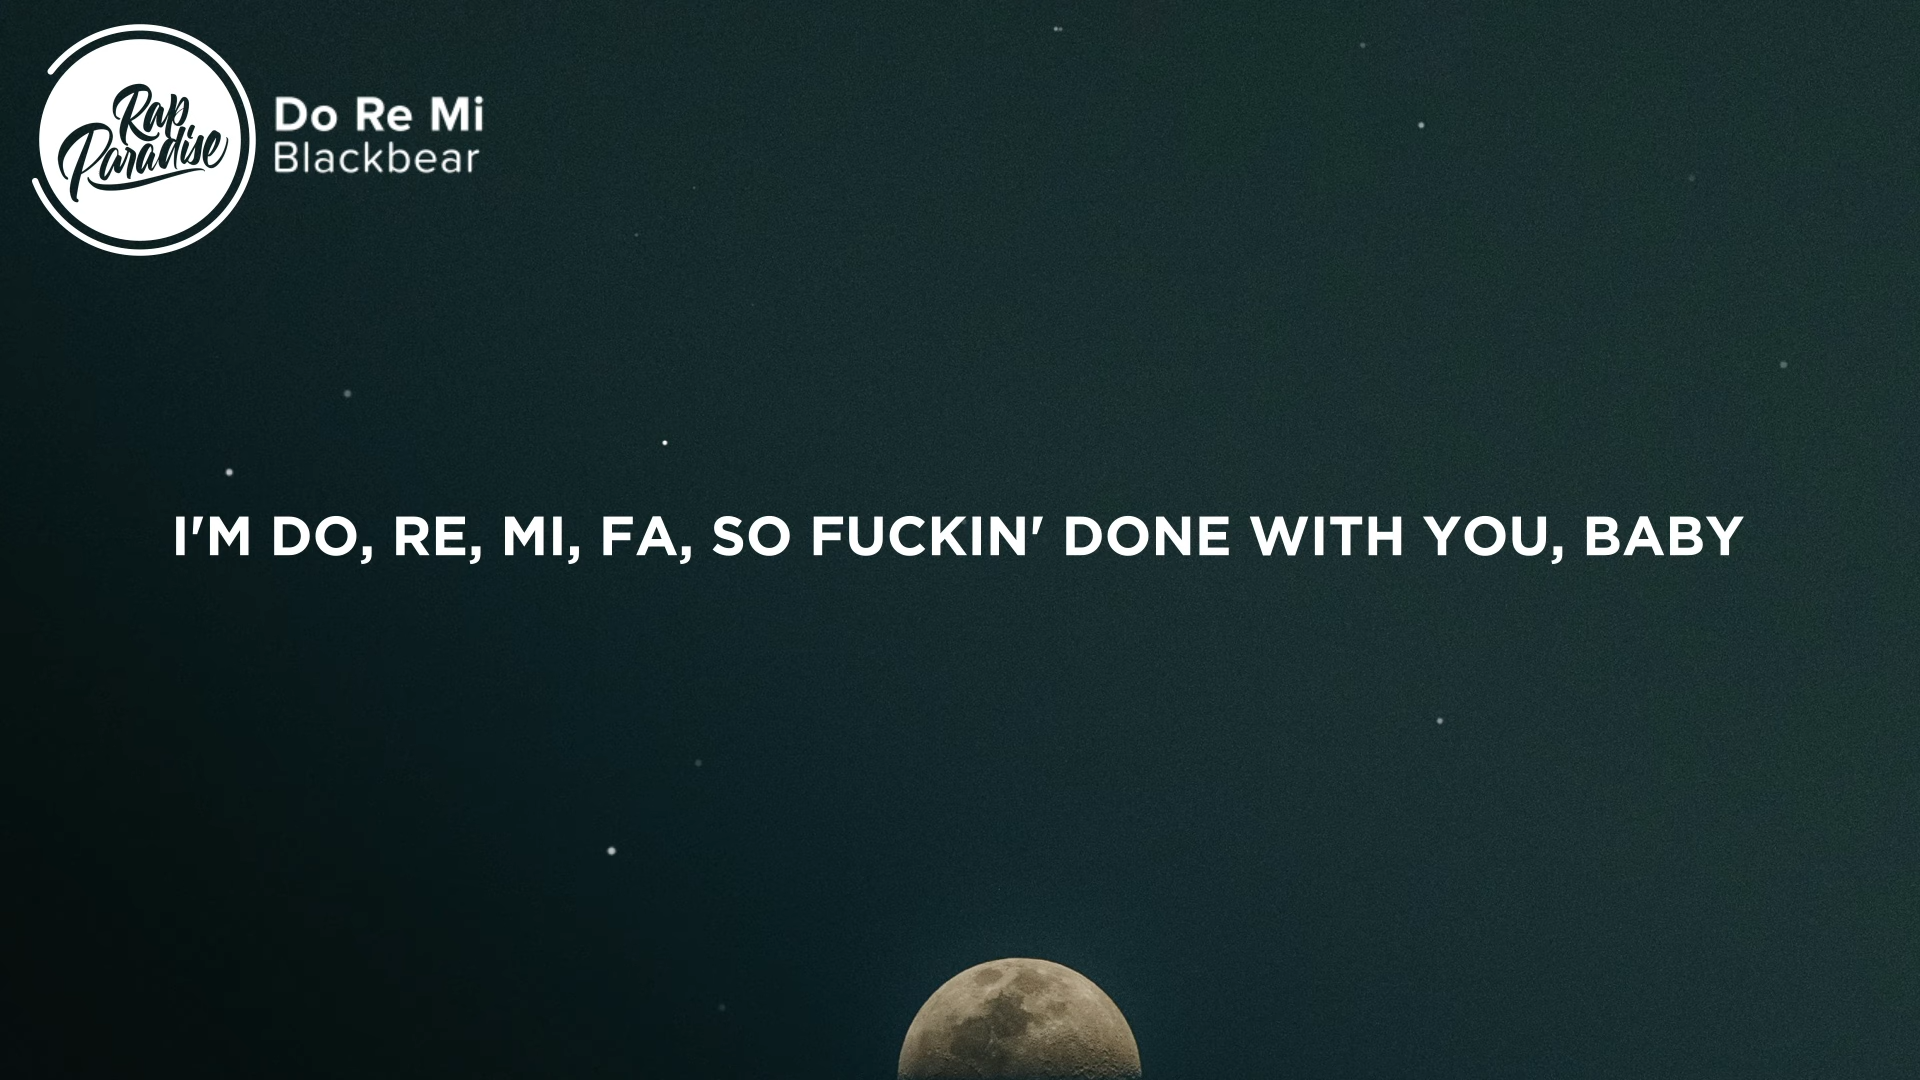 Rap
Paradise
Do Re Mi
Blackbear
I'M DO, RE, MI, FA, SO FUCKIN' DONE WITH YOU, BABY